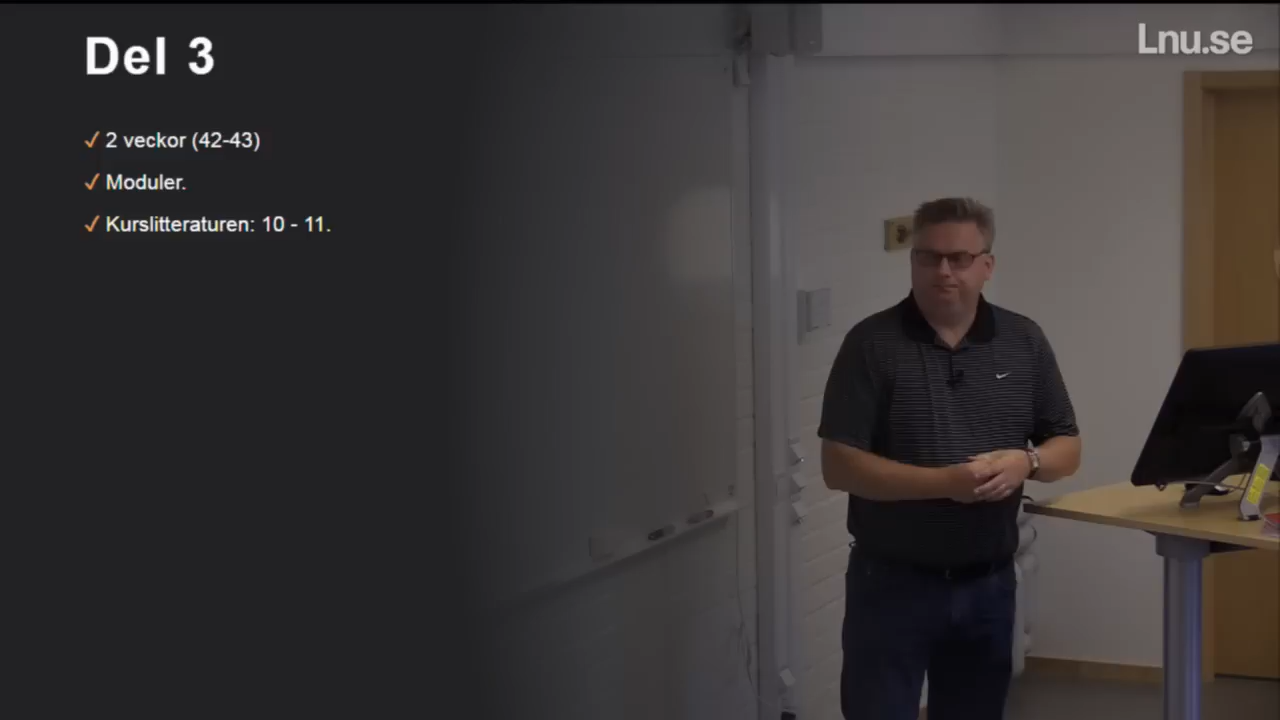 Del 3
Lnu.se
✓ 2 veckor (42-43)
✓ Moduler.
✓ Kurslitteraturen: 10 - 11.